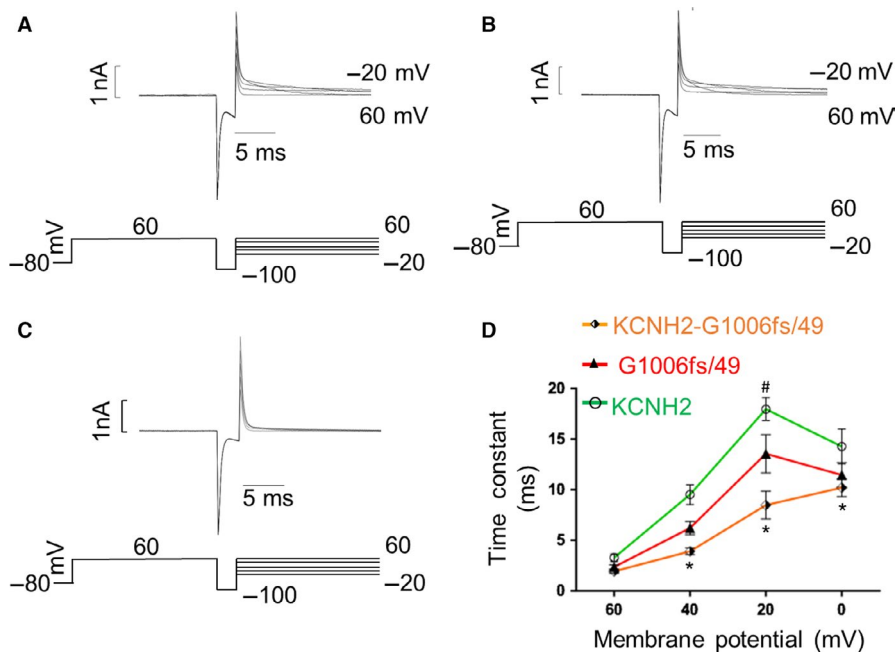 A
1 nA
–20 mV
60 mV
5 ms
mV
–80
60
–100
60
–20
B
1 nA
–20 mV
60 mV
5 ms
mV
–80
60
–100
60
–20
C
1nA
5 ms
mV
–80
60
–100
60
–20
D
KCNH2-G1006fs/49
G1006fs/49
KCNH2
Time constant
(ms)
20
15
10
5
0
#
*
*
*
60 40 20 0
Membrane potential (mV)